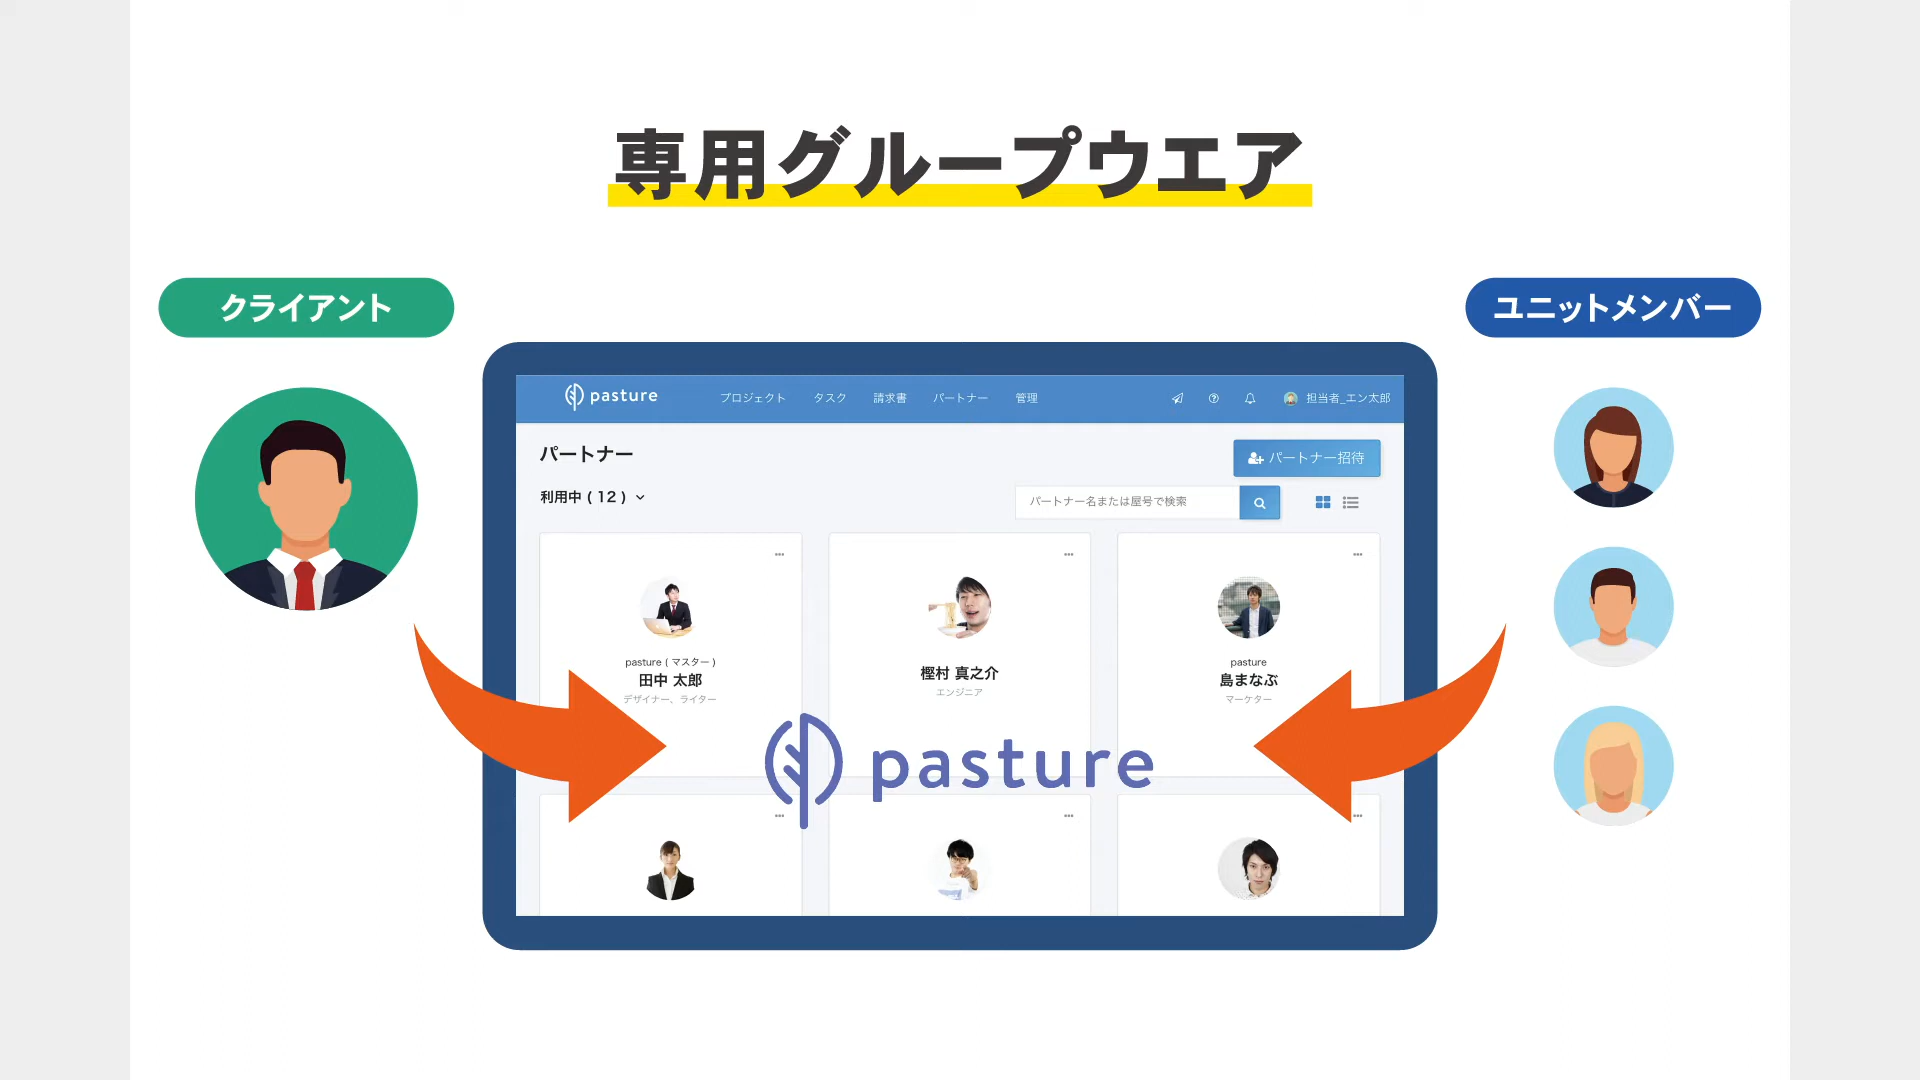 専用グループウエア
クライアント
ユニットメンバー
pasture
プロジェクト タスク 請求書 パートナー 管理
担当者_エン太郎
パートナー
パートナー招待
利用中 ( 12 )
パートナー名または屋号で検索
pasture ( マスター )
田中 太郎
デザイナー、ライター
樫村 真之介
エンジニア
pasture
島まなぶ
マーケター
pasture